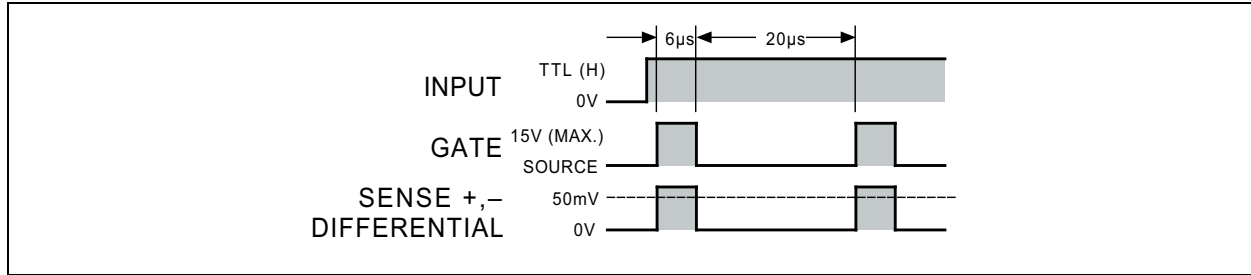 6µs
20µs
INPUT
TTL (H)
0V
GATE
15V (MAX.)
SOURCE
SENSE +,–
DIFFERENTIAL
50mV
0V